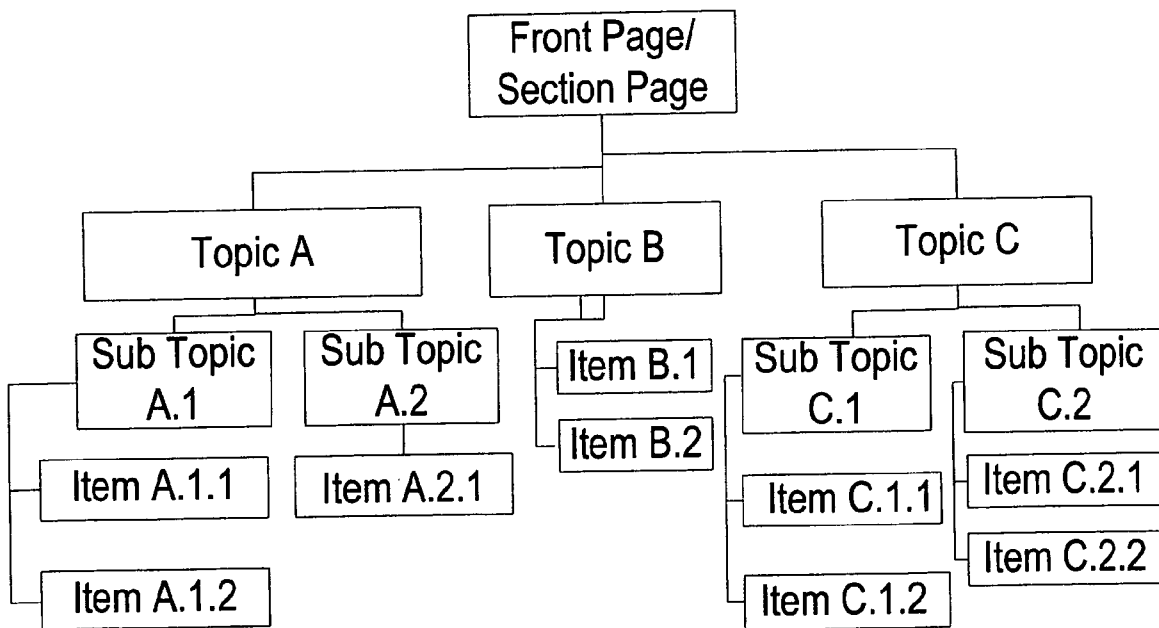 Front Page/
Section Page
Topic A
Topic B
Topic C
Sub Topic
A.1
Sub Topic
A.2
Item B.1
Item B.2
Sub Topic
C.1
Sub Topic
C.2
Item A.1.1
Item A.2.1
Item C.1.1
Item C.2.1
Item A.1.2
Item C.1.2
Item C.2.2